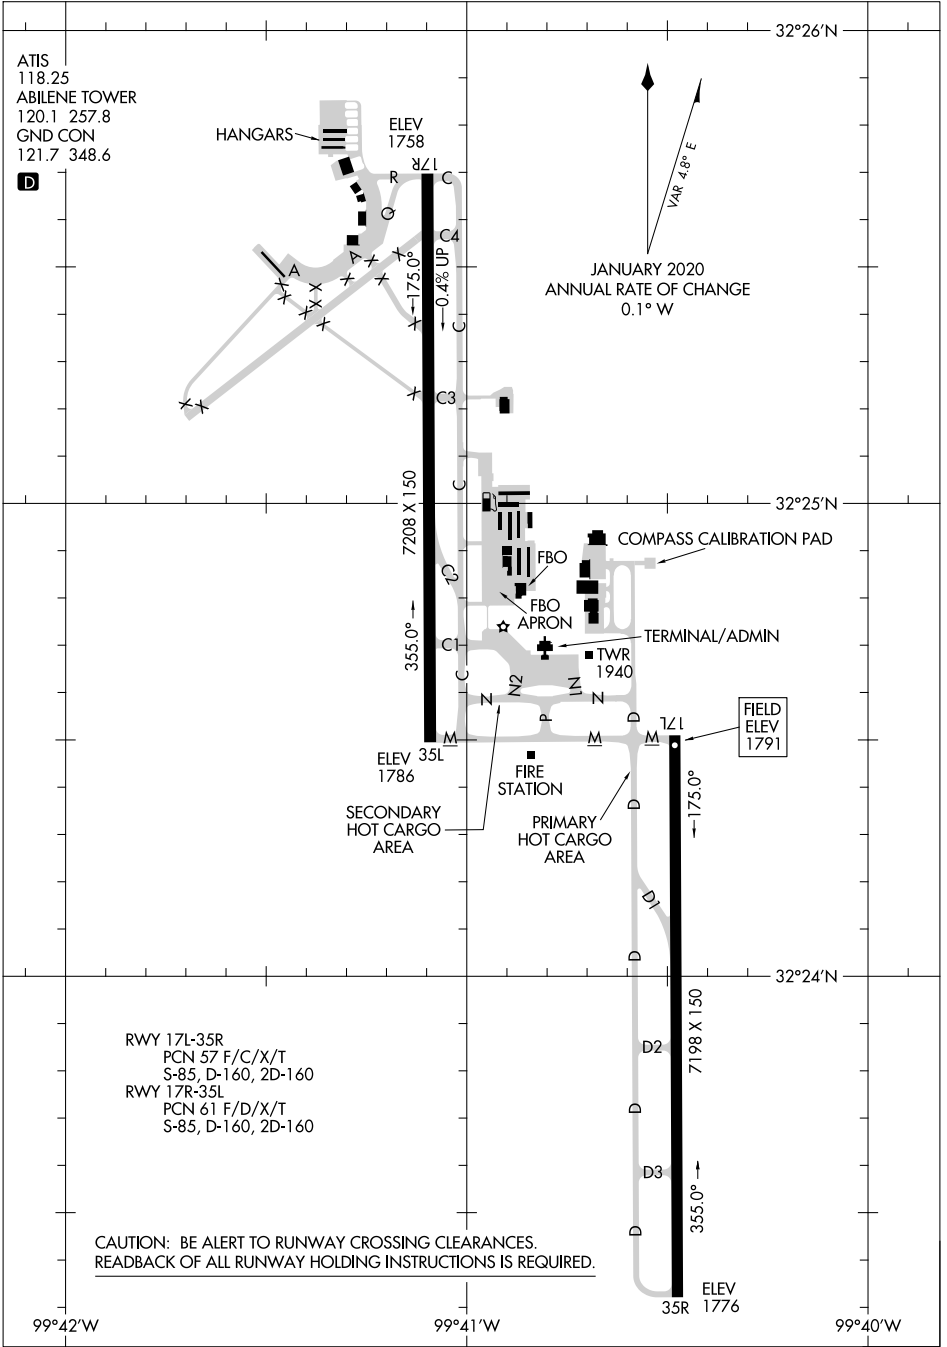 32°26'N
ATIS
118.25
ABILENE TOWER
120.1 257.8
GND CON
121.7 348.6
D
HANGARS
ELEV
1758
17R
R
C
Q
C4
A
A
VAR 4.8° E
JANUARY 2020
ANNUAL RATE OF CHANGE
0.1° W
175.0°
0.4% UP
X
X
X
X
X
X
X
X
X
X
X
X
X
X
C
C3
C
7208 X 150
32°25'N
COMPASS CALIBRATION PAD
C2
FBO
FBO
APRON
355.0°
C1
TERMINAL/ADMIN
TWR
1940
C
N
N2
N1
N
P
D
17L
FIELD
ELEV
1791
M
M
M
35L
ELEV
1786
FIRE
STATION
175.0°
SECONDARY
HOT CARGO
AREA
PRIMARY
HOT CARGO
AREA
D
D1
D
32°24'N
7198 X 150
D2
RWY 17L-35R
PCN 57 F/C/X/T
S-85, D-160, 2D-160
RWY 17R-35L
PCN 61 F/D/X/T
S-85, D-160, 2D-160
D
D3
355.0°
D
CAUTION: BE ALERT TO RUNWAY CROSSING CLEARANCES.
READBACK OF ALL RUNWAY HOLDING INSTRUCTIONS IS REQUIRED.
35R
ELEV
1776
99°42'W
99°41'W
99°40'W